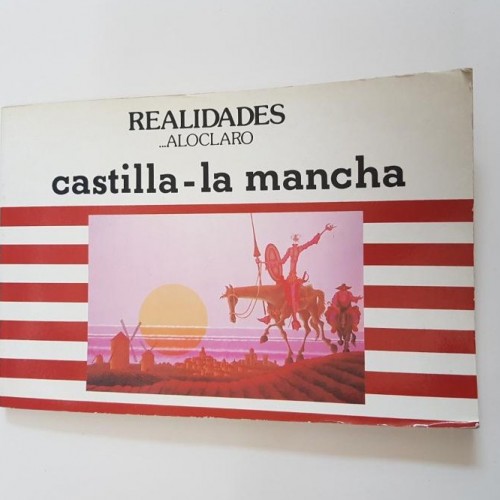 REALIDADES
...ALOCLARO
castilla-la mancha